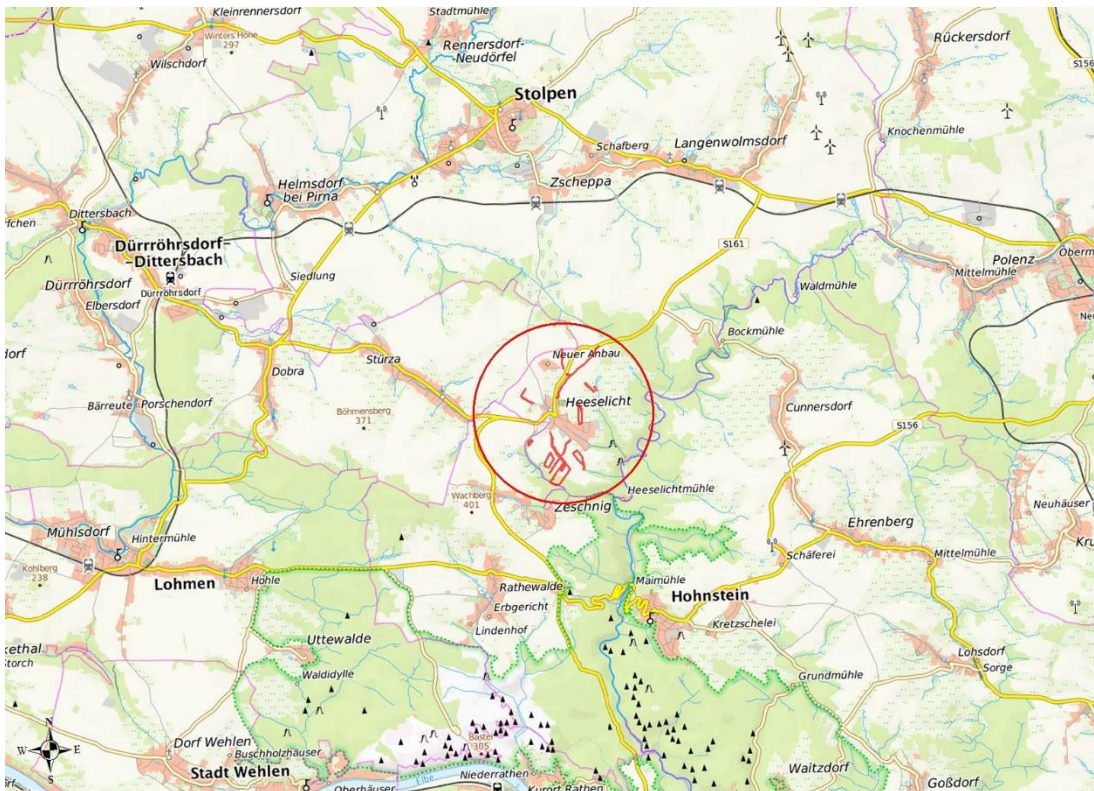 Kleinrennersdorf
Stadtmühle
Winters Höhe
297
Rennersdorf-
Neudörfel
Rückersdorf
Wilschdorf
S156
Stolpen
Knochenmühle
Langenwolmsdorf
Schafberg
Zscheppa
Helmsdorf
bei Pirna
Dittersbach
Dürrröhrsdorf-
-Dittersbach
S161
Polenz
Mittelmühle
Siedlung
Dürrröhrsdorf
Dürrröhrsdorf
Elbersdorf
Waldmühle
Bockmühle
Neuer Anbau
Stürza
Dobra
Heeselicht
Bärreute
Porschendorf
Böhmensberg
371
Cunnersdorf
S156
Heeselichtmühle
Wachberg
401
Zeschnig
Neuhäuser
Ehrenberg
Mühlsdorf
Hintermühle
Mittelmühle
Schäferei
Kohlberg
238
Lohmen
Höhle
Rathewalde
Maimühle
Hohnstein
Erbgericht
Lindenhof
Kretzschelei
Uttewalde
Lohsdorf
Sorge
Waldidylle
Grundmühle
N
W
E
S
Dorf Wehlen
Buschholzhäuser
Bastei
305
Stadt Wehlen
Elbe
Niederrathen
Oberhäuser
Kurort Rathen
Waitzdorf
Goßdorf